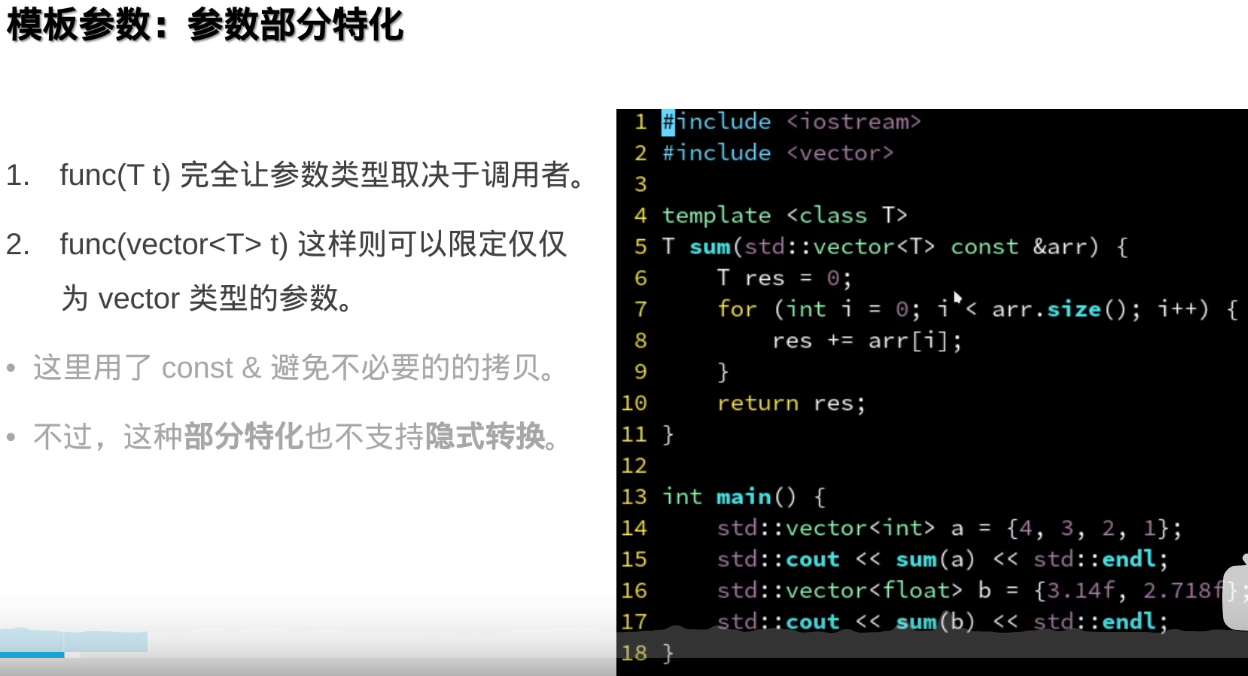 模板参数：参数部分特化
1. func(T t) 完全让参数类型取决于调用者。
2. func(vector<T> t) 这样则可以限定仅仅
为 vector 类型的参数。
• 这里用了 const & 避免不必要的的拷贝。
• 不过，这种部分特化也不支持隐式转换。
1 #include <iostream>
2 #include <vector>
3
4 template <class T>
5 T sum(std::vector<T> const &arr) {
6     T res = 0;
7     for (int i = 0; i < arr.size(); i++) {
8         res += arr[i];
9     }
10     return res;
11 }
12
13 int main() {
14     std::vector<int> a = {4, 3, 2, 1};
15     std::cout << sum(a) << std::endl;
16     std::vector<float> b = {3.14f, 2.718f};
17     std::cout << sum(b) << std::endl;
18 }